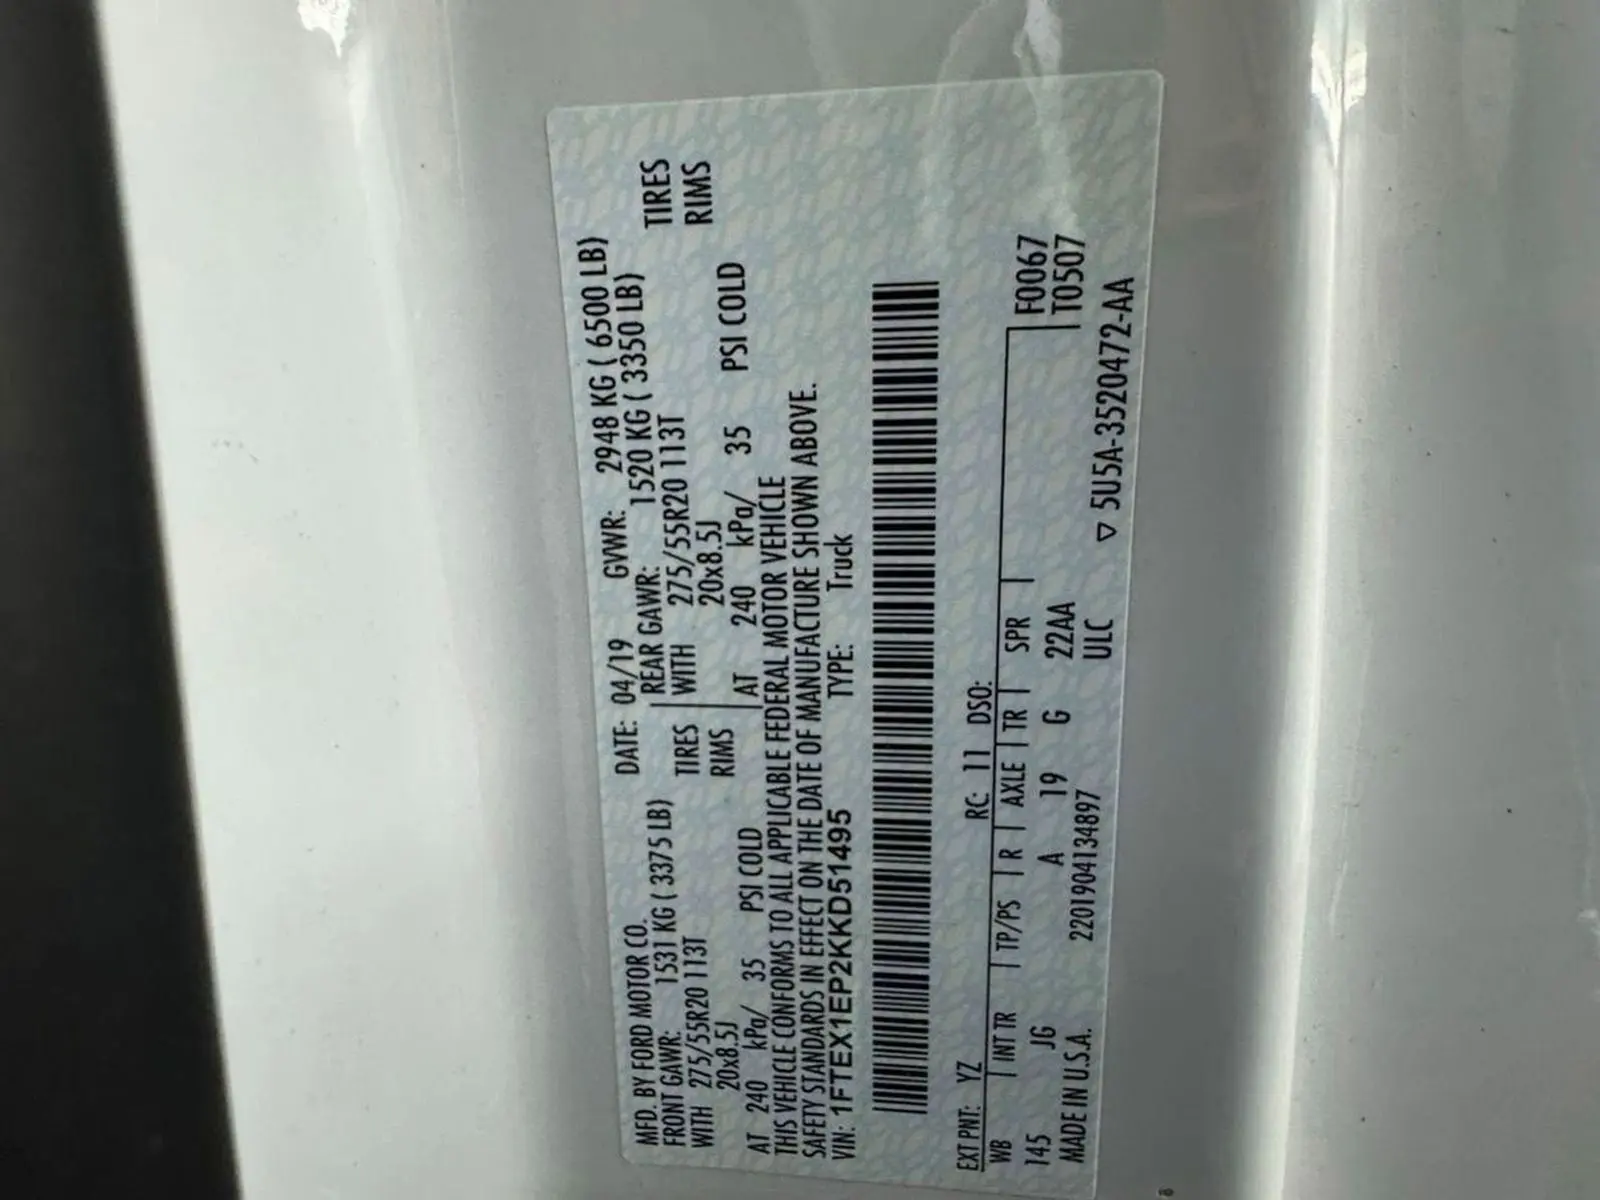 MFD. BY FORD MOTOR CO. DATE: 04/19 GVWR: 2948 KG ( 6500 LB)
FRONT GAWR: 1531 KG ( 3375 LB) REAR GAWR: 1520 KG ( 3350 LB)
WITH 275/55R20 113T TIRES WITH 275/55R20 113T TIRES
20x8.5J RIMS 20x8.5J RIMS
AT 240 kPa/ 35 PSI COLD AT 240 kPa/ 35 PSI COLD
THIS VEHICLE CONFORMS TO ALL APPLICABLE FEDERAL MOTOR VEHICLE
SAFETY STANDARDS IN EFFECT ON THE DATE OF MANUFACTURE SHOWN ABOVE.
VIN: 1FTEX1EP2KKD51495 TYPE: Truck
EXT PNT: YZ RC: 11 DSO:
WB INT TR TP/PS R AXLE TR SPR F0067
145 JG A 19 G 22AA T0507
MADE IN U.S.A. 2201904134897 ULC ▽ 5U5A-3520472-AA